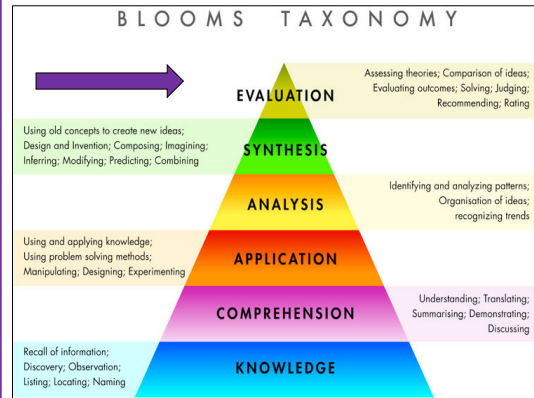 BLOOMS TAXONOMY
EVALUATION
Assessing theories; Comparison of ideas;
Evaluating outcomes; Solving; Judging;
Recommending; Rating
Using old concepts to create new ideas;
Design and Invention; Composing; Imagining;
Inferring; Modifying; Predicting; Combining
SYNTHESIS
ANALYSIS
Identifying and analyzing patterns;
Organisation of ideas;
recognizing trends
Using and applying knowledge;
Using problem solving methods;
Manipulating; Designing; Experimenting
APPLICATION
COMPREHENSION
Understanding; Translating;
Summarising; Demonstrating;
Discussing
Recall of information;
Discovery; Observation;
Listing; Locating; Naming
KNOWLEDGE